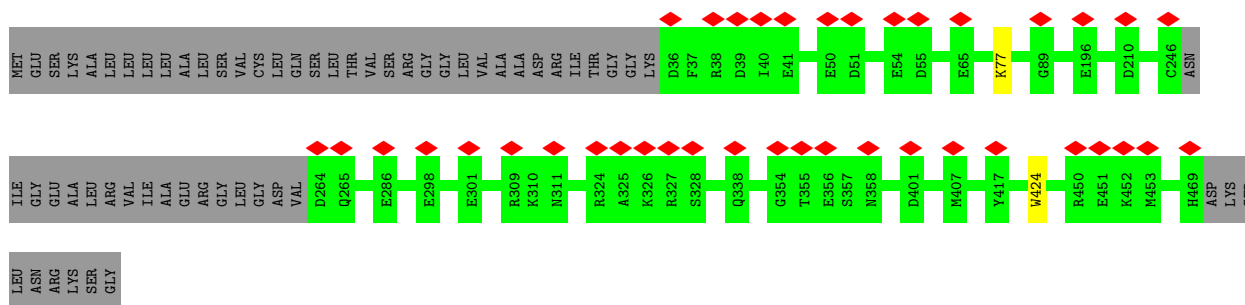 MET GLU SER LYS ALA LEU LEU LEU LEU ALA LEU SER VAL CYS LEU GLN SER LEU THR VAL SER ARG GLY GLY LEU VAL ALA ALA ASP ARG ILE THR GLY GLY LYS D36 F37 R38 D39 I40 E41 E50 D51 E54 D55 E65 K77 G89 E196 D210 C246 ASN
ILE GLY GLU ALA LEU ARG VAL ILE ALA GLU ARG GLY LEU GLY ASP VAL D264 Q265 E286 E298 E301 R309 K310 N311 R324 A325 K326 R327 S328 Q338 G354 T355 E356 S357 N358 D401 M407 Y417 W424 R450 E451 K452 M453 H469 ASP LYS
LEU ASN ARG LYS SER GLY